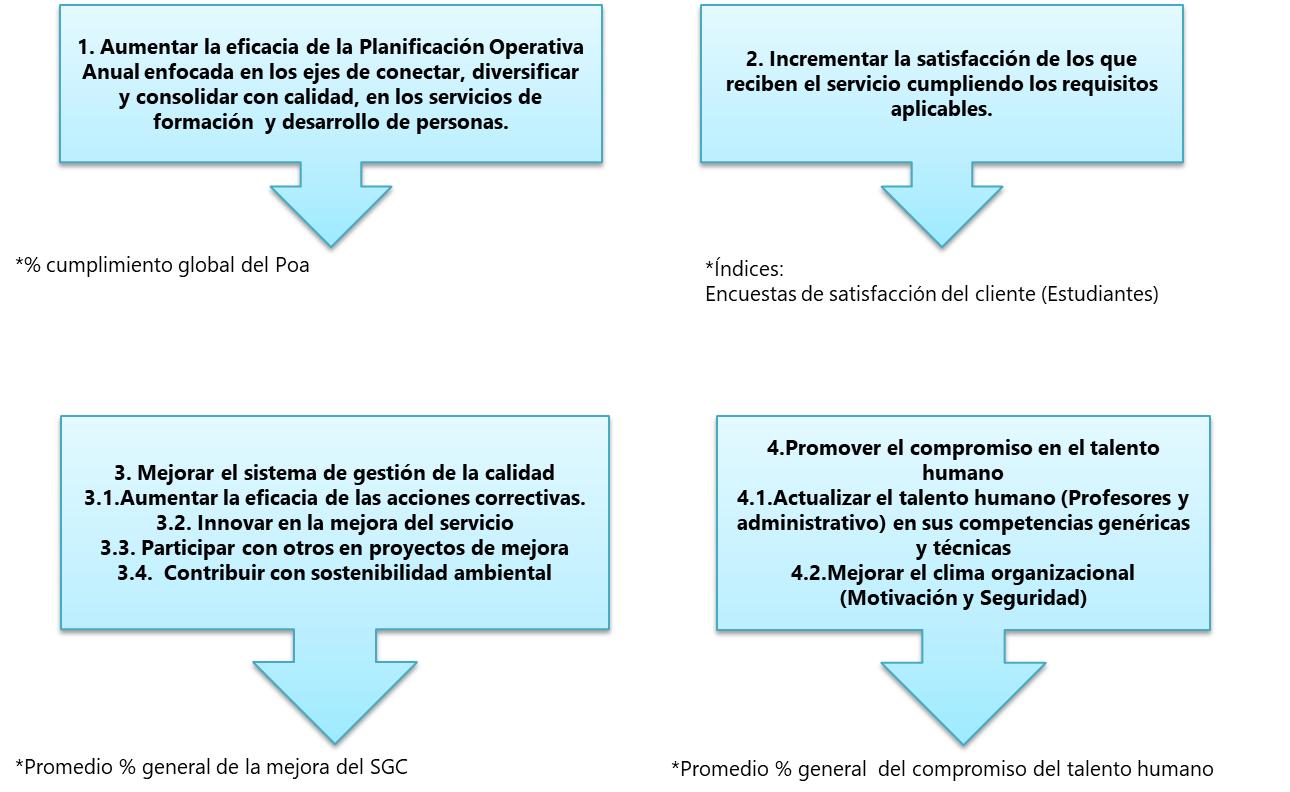 1. Aumentar la eficacia de la Planificación Operativa
Anual enfocada en los ejes de conectar, diversificar
y consolidar con calidad, en los servicios de
formación y desarrollo de personas.
*% cumplimiento global del Poa
2. Incrementar la satisfacción de los que
reciben el servicio cumpliendo los requisitos
aplicables.
*Índices:
Encuestas de satisfacción del cliente (Estudiantes)
3. Mejorar el sistema de gestión de la calidad
3.1.Aumentar la eficacia de las acciones correctivas.
3.2. Innovar en la mejora del servicio
3.3. Participar con otros en proyectos de mejora
3.4. Contribuir con sostenibilidad ambiental
*Promedio % general de la mejora del SGC
4.Promover el compromiso en el talento
humano
4.1.Actualizar el talento humano (Profesores y
administrativo) en sus competencias genéricas
y técnicas
4.2.Mejorar el clima organizacional
(Motivación y Seguridad)
*Promedio % general del compromiso del talento humano